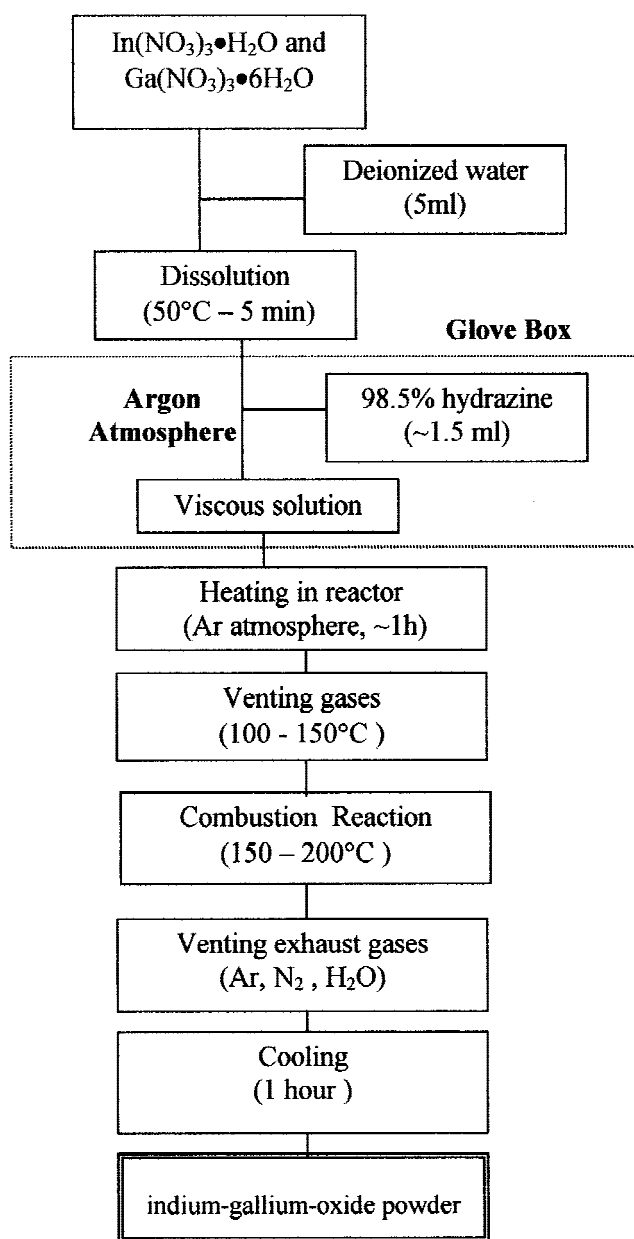 In(NO₃)₃•H₂O and
Ga(NO₃)₃•6H₂O
Deionized water
(5ml)
Dissolution
(50°C – 5 min)
Glove Box
Argon
Atmosphere
98.5% hydrazine
(~1.5 ml)
Viscous solution
Heating in reactor
(Ar atmosphere, ~1h)
Venting gases
(100 - 150°C )
Combustion Reaction
(150 – 200°C )
Venting exhaust gases
(Ar, N₂ , H₂O)
Cooling
(1 hour )
indium-gallium-oxide powder